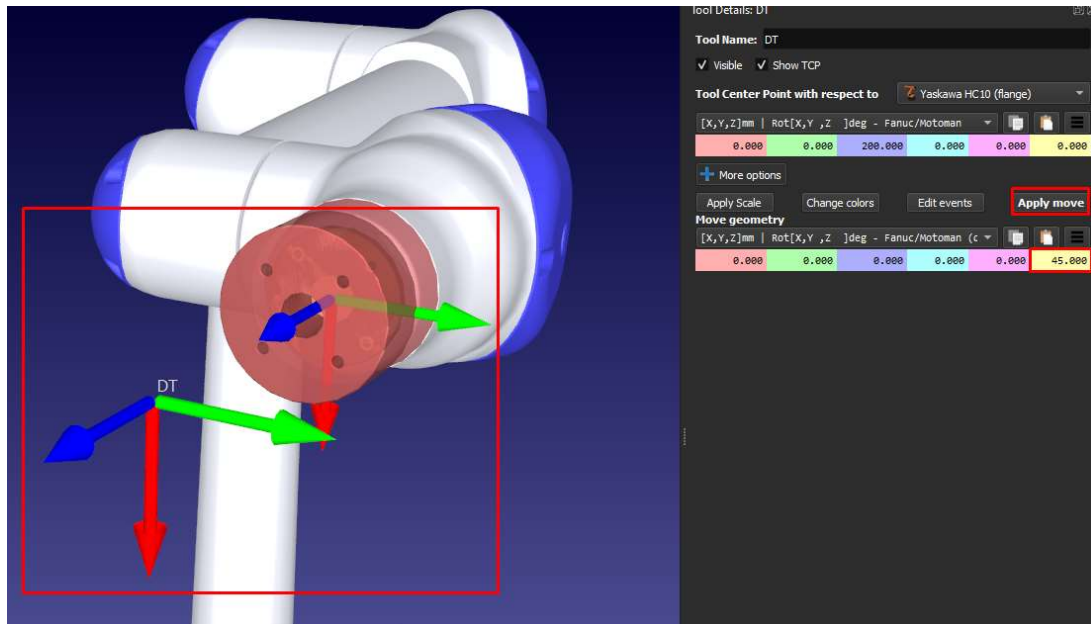 Tool Details: DT
Tool Name: DT
Visible Show TCP
Tool Center Point with respect to Yaskawa HC10 (flange)
[X,Y,Z]mm | Rot[X,Y ,Z ]deg - Fanuc/Motoman
0.000 0.000 200.000 0.000 0.000 0.000
More options
Apply Scale Change colors Edit events Apply move
Move geometry
[X,Y,Z]mm | Rot[X,Y ,Z ]deg - Fanuc/Motoman (c
0.000 0.000 0.000 0.000 0.000 45.000
DT